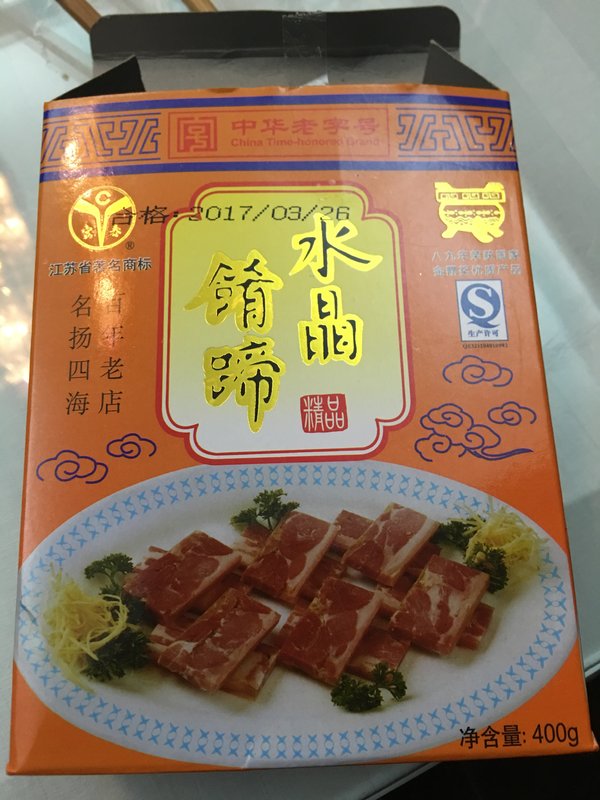 中华老字号
China Time-honored Brand
合格:2017/03/26
江苏省著名商标
百年老店
名扬四海
水晶
肴蹄
精品
生产许可
净含量: 400g